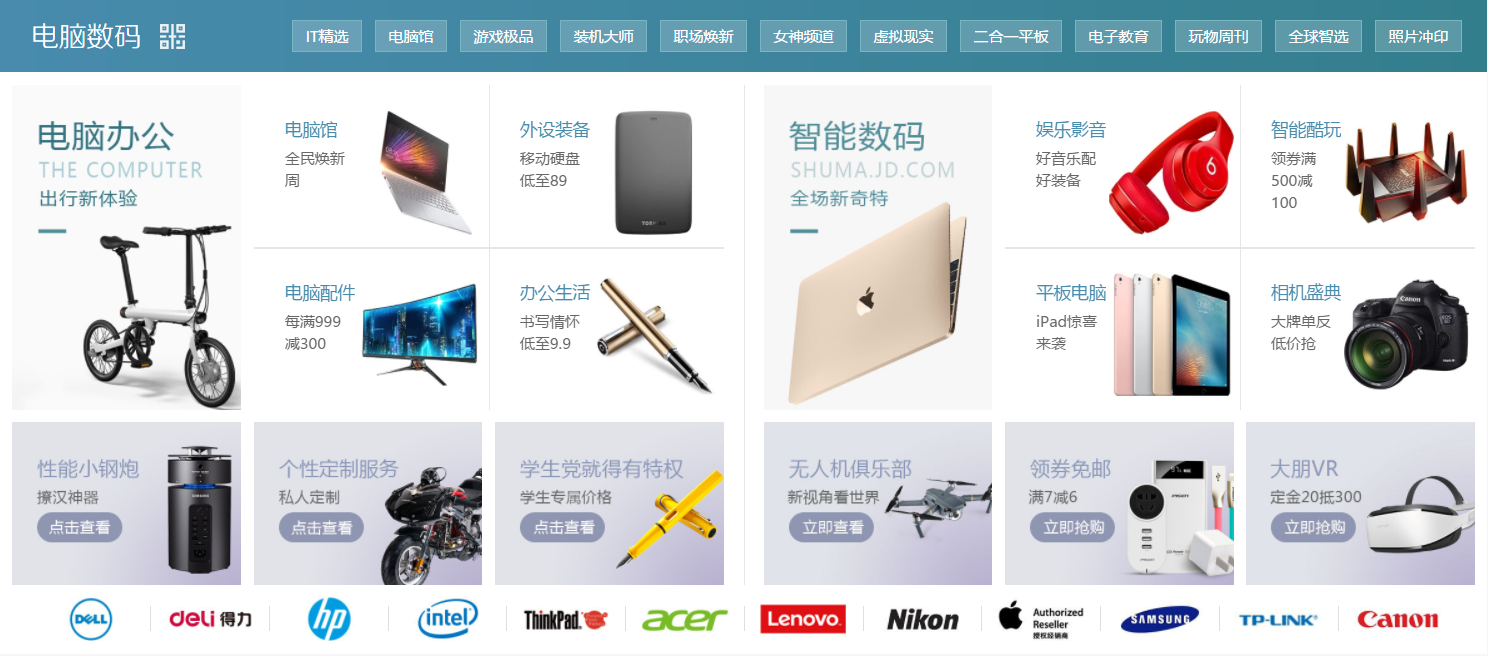 电脑数码
IT精选
电脑馆
游戏极品
装机大师
职场焕新
女神频道
虚拟现实
二合一平板
电子教育
玩物周刊
全球智选
照片冲印
电脑办公
THE COMPUTER
出行新体验
电脑馆
全民焕新
周
外设装备
移动硬盘
低至89
电脑配件
每满999
减300
办公生活
书写情怀
低至9.9
智能数码
SHUMA.JD.COM
全场新奇特
娱乐影音
好音乐配
好装备
智能酷玩
领券满
500减
100
平板电脑
iPad惊喜
来袭
相机盛典
大牌单反
低价抢
Canon
性能小钢炮
撩汉神器
点击查看
个性定制服务
私人定制
点击查看
学生党就得有特权
学生专属价格
点击查看
无人机俱乐部
新视角看世界
立即查看
领券免邮
满7减6
立即抢购
大朋VR
定金20抵300
立即抢购
DELL
deli 得力
hp
intel
ThinkPad
acer
Lenovo
Nikon
Authorized
Reseller
授权经销商
SAMSUNG
TP-LINK
Canon